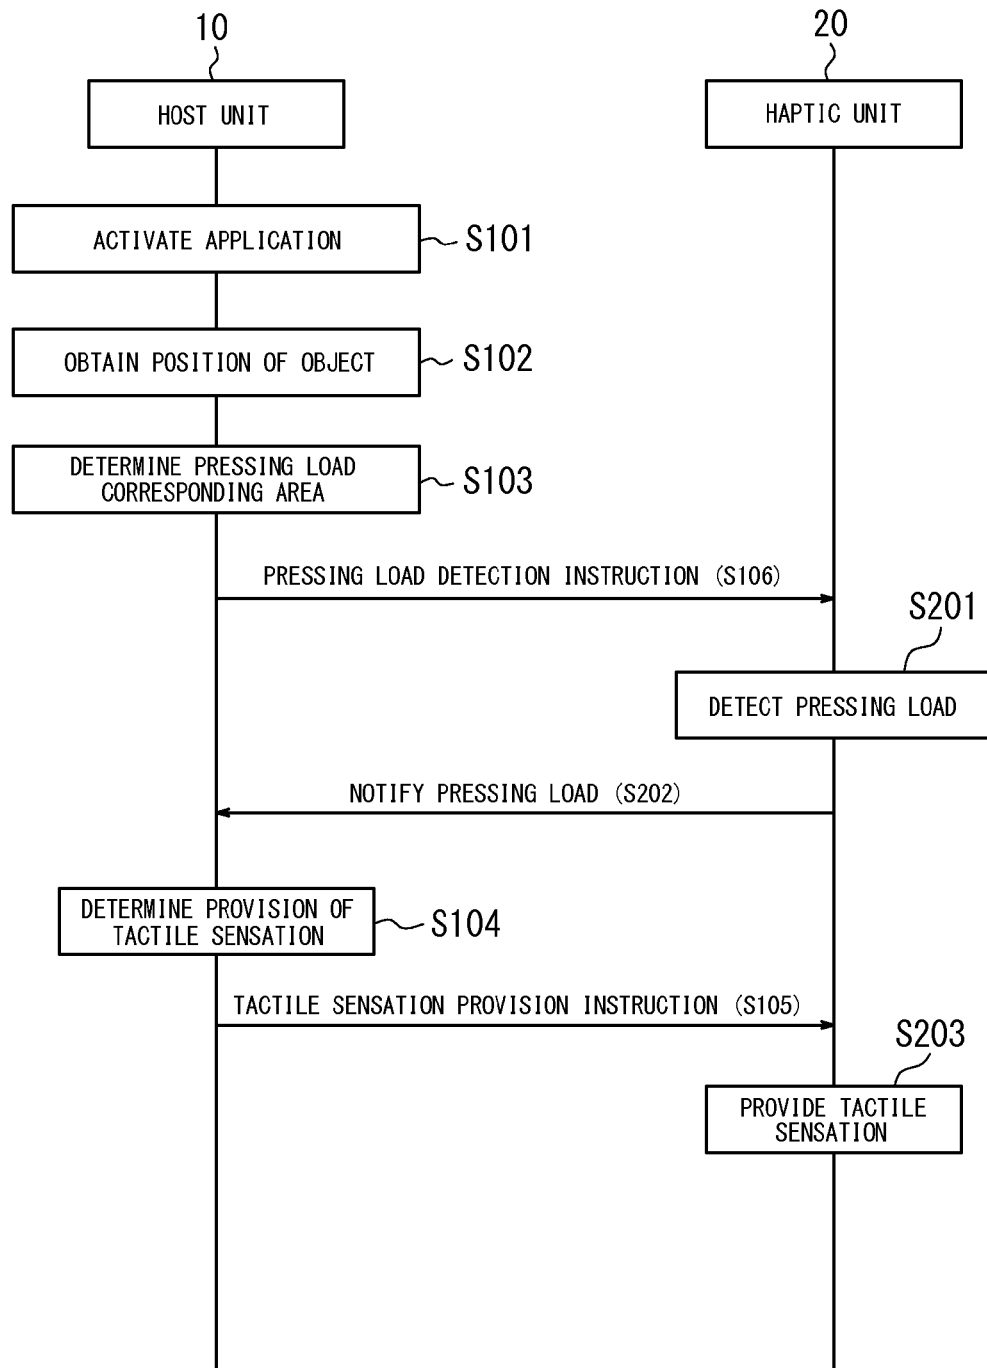 10
20
HOST UNIT
HAPTIC UNIT
ACTIVATE APPLICATION
S101
OBTAIN POSITION OF OBJECT
S102
DETERMINE PRESSING LOAD
CORRESPONDING AREA
S103
PRESSING LOAD DETECTION INSTRUCTION (S106)
S201
DETECT PRESSING LOAD
NOTIFY PRESSING LOAD (S202)
DETERMINE PROVISION OF
TACTILE SENSATION
S104
TACTILE SENSATION PROVISION INSTRUCTION (S105)
S203
PROVIDE TACTILE
SENSATION